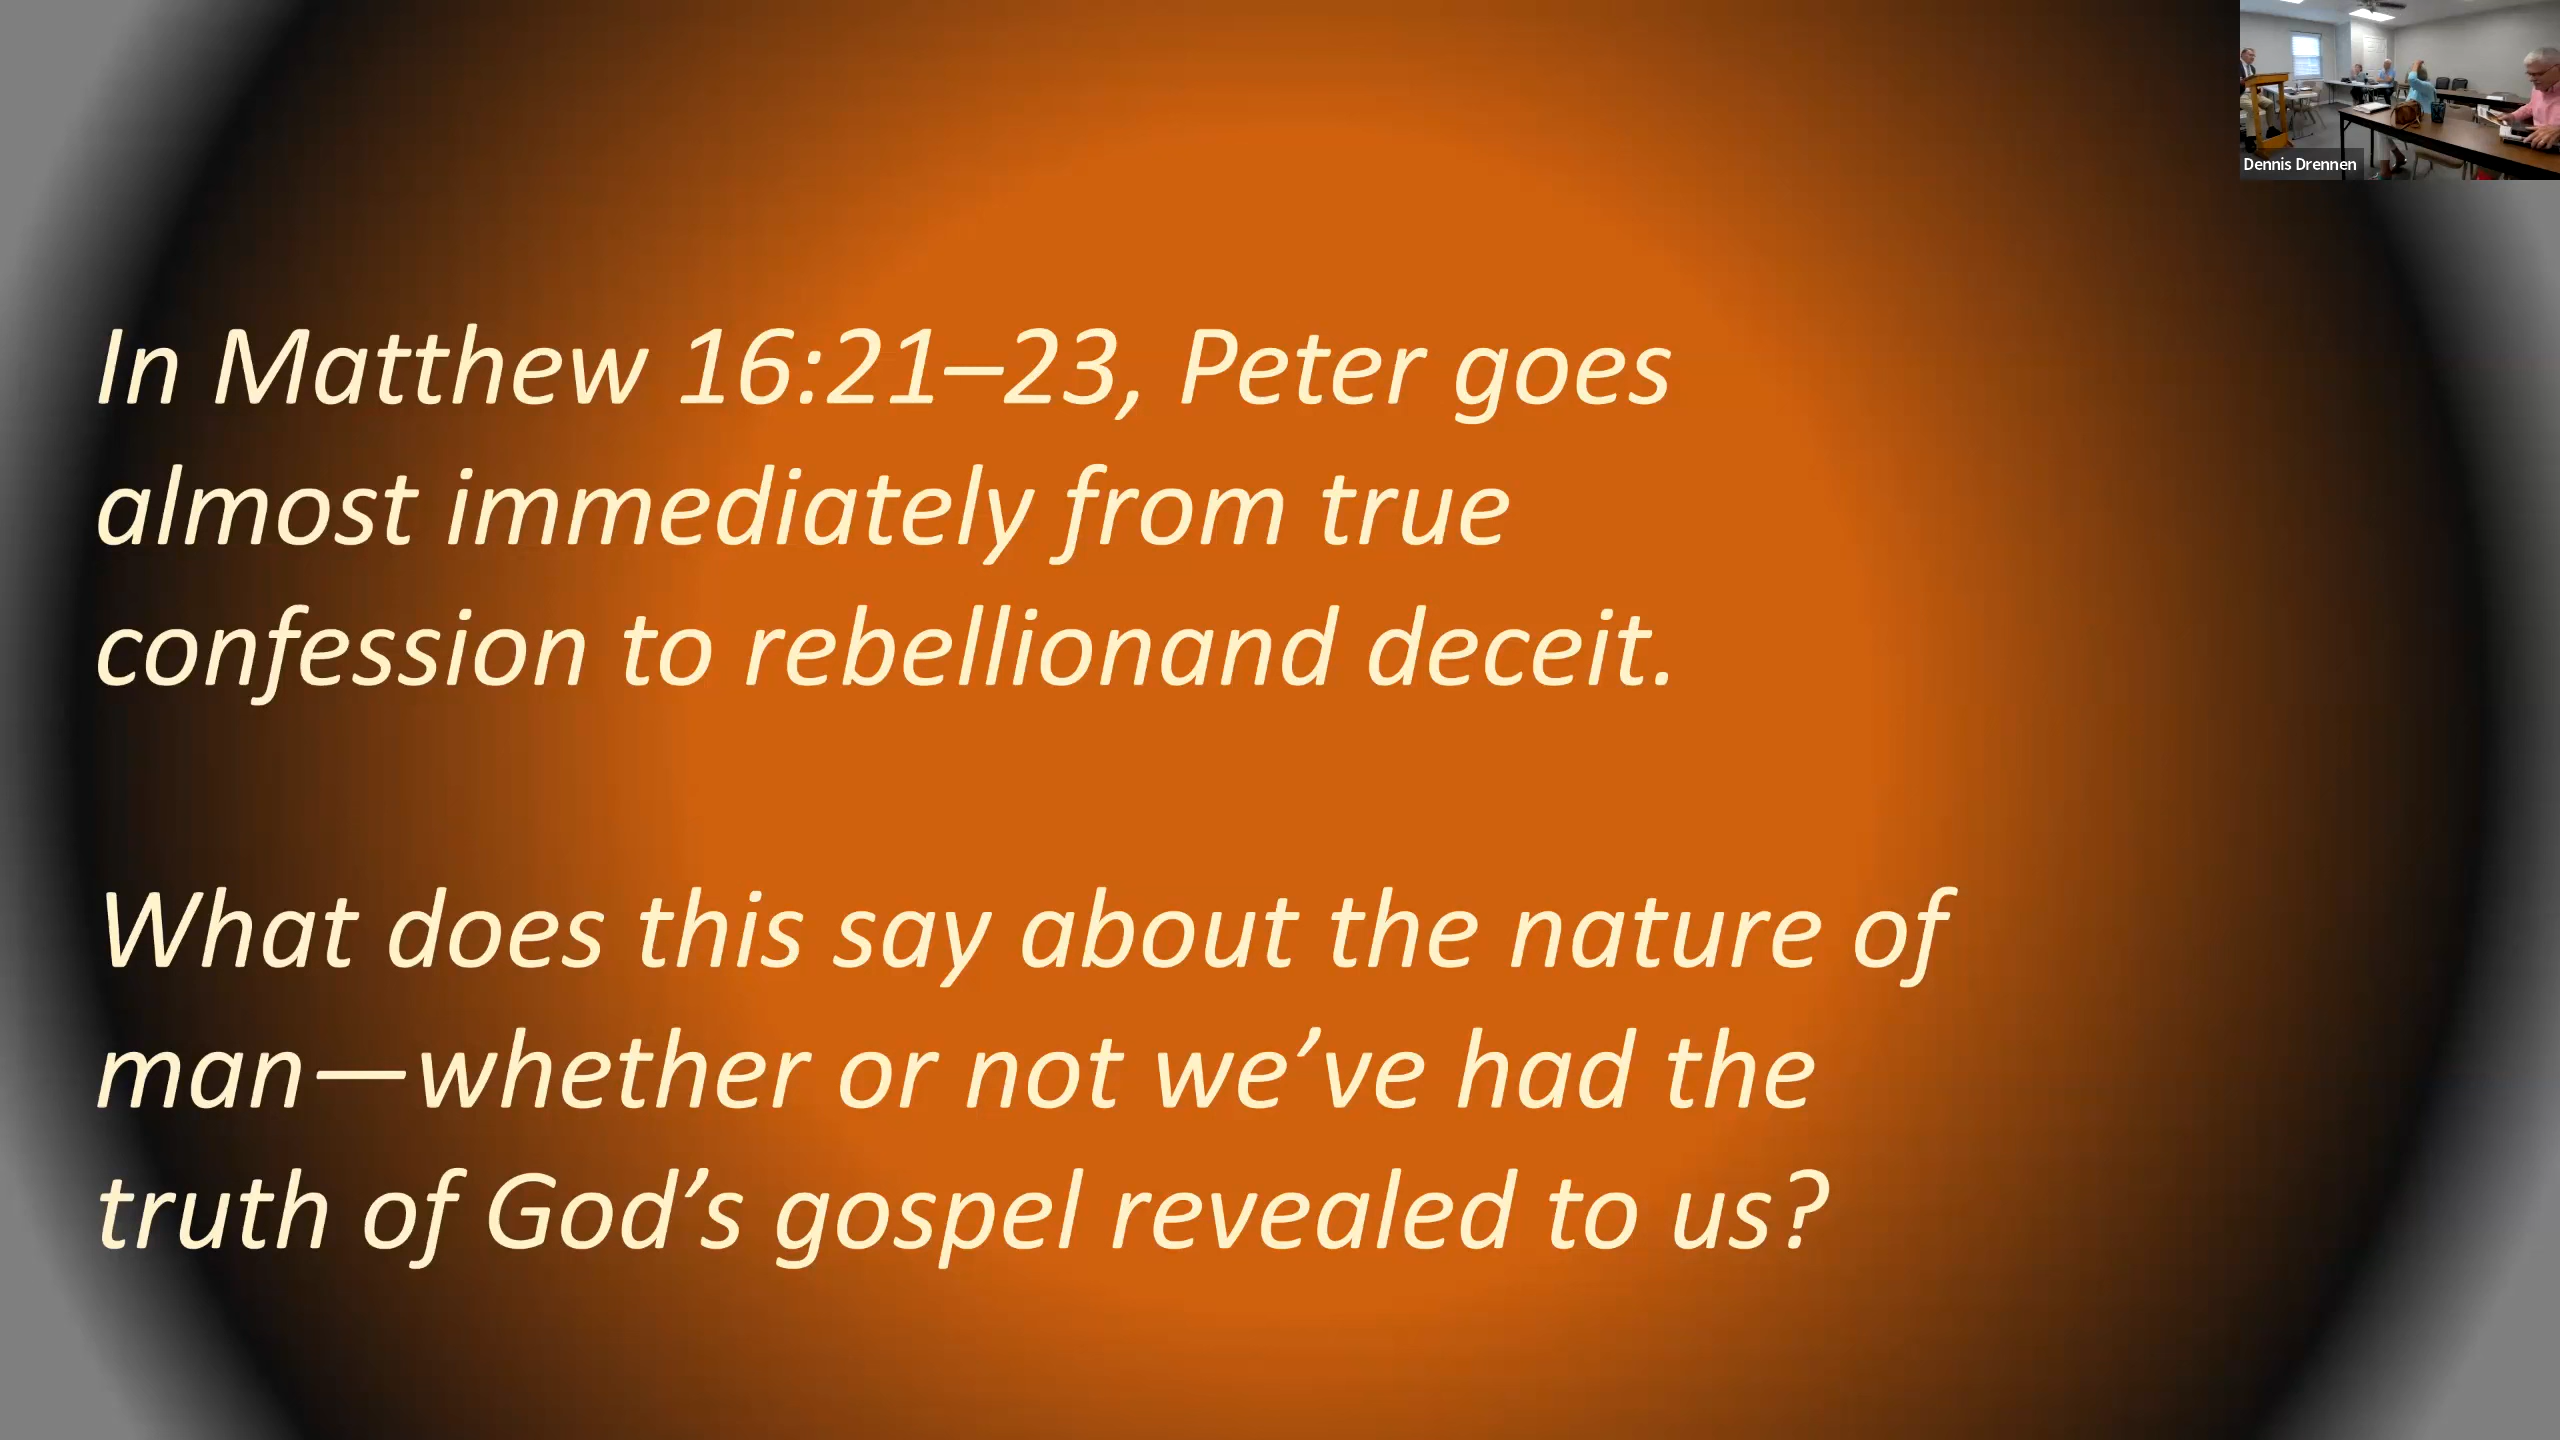 Dennis Drennen
In Matthew 16:21–23, Peter goes
almost immediately from true
confession to rebellionand deceit.
What does this say about the nature of
man—whether or not we’ve had the
truth of God’s gospel revealed to us?